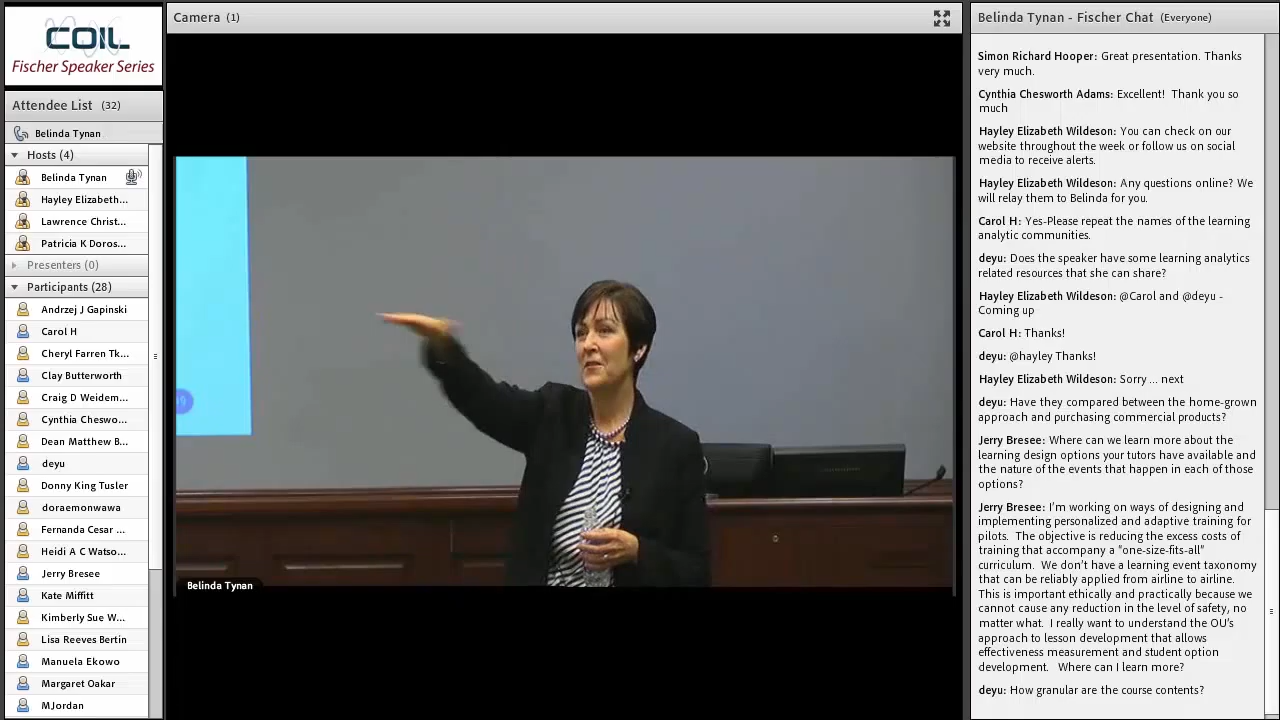 COIL
Fischer Speaker Series
Attendee List (32)
Belinda Tynan
Hosts (4)
Belinda Tynan
Hayley Elizabeth...
Lawrence Christ...
Patricia K Doros...
Presenters (0)
Participants (28)
Andrzej J Gapinski
Carol H
Cheryl Farren Tk...
Clay Butterworth
Craig D Weidem...
Cynthia Cheswo...
Dean Matthew B...
deyu
Donny King Tusler
doraemonwawa
Fernanda Cesar ...
Heidi A C Watso...
Jerry Bresee
Kate Miffitt
Kimberly Sue W...
Lisa Reeves Bertin
Manuela Ekowo
Margaret Oakar
MJordan
Camera (1)
Belinda Tynan
Belinda Tynan - Fischer Chat (Everyone)
Simon Richard Hooper: Great presentation. Thanks
very much.
Cynthia Chesworth Adams: Excellent! Thank you so
much
Hayley Elizabeth Wildeson: You can check on our
website throughout the week or follow us on social
media to receive alerts.
Hayley Elizabeth Wildeson: Any questions online? We
will relay them to Belinda for you.
Carol H: Yes-Please repeat the names of the learning
analytic communities.
deyu: Does the speaker have some learning analytics
related resources that she can share?
Hayley Elizabeth Wildeson: @Carol and @deyu -
Coming up
Carol H: Thanks!
deyu: @hayley Thanks!
Hayley Elizabeth Wildeson: Sorry ... next
deyu: Have they compared between the home-grown
approach and purchasing commercial products?
Jerry Bresee: Where can we learn more about the
learning design options your tutors have available and
the nature of the events that happen in each of those
options?
Jerry Bresee: I'm working on ways of designing and
implementing personalized and adaptive training for
pilots. The objective is reducing the excess costs of
training that accompany a "one-size-fits-all"
curriculum. We don't have a learning event taxonomy
that can be reliably applied from airline to airline.
This is important ethically and practically because we
cannot cause any reduction in the level of safety, no
matter what. I really want to understand the OU's
approach to lesson development that allows
effectiveness measurement and student option
development. Where can I learn more?
deyu: How granular are the course contents?